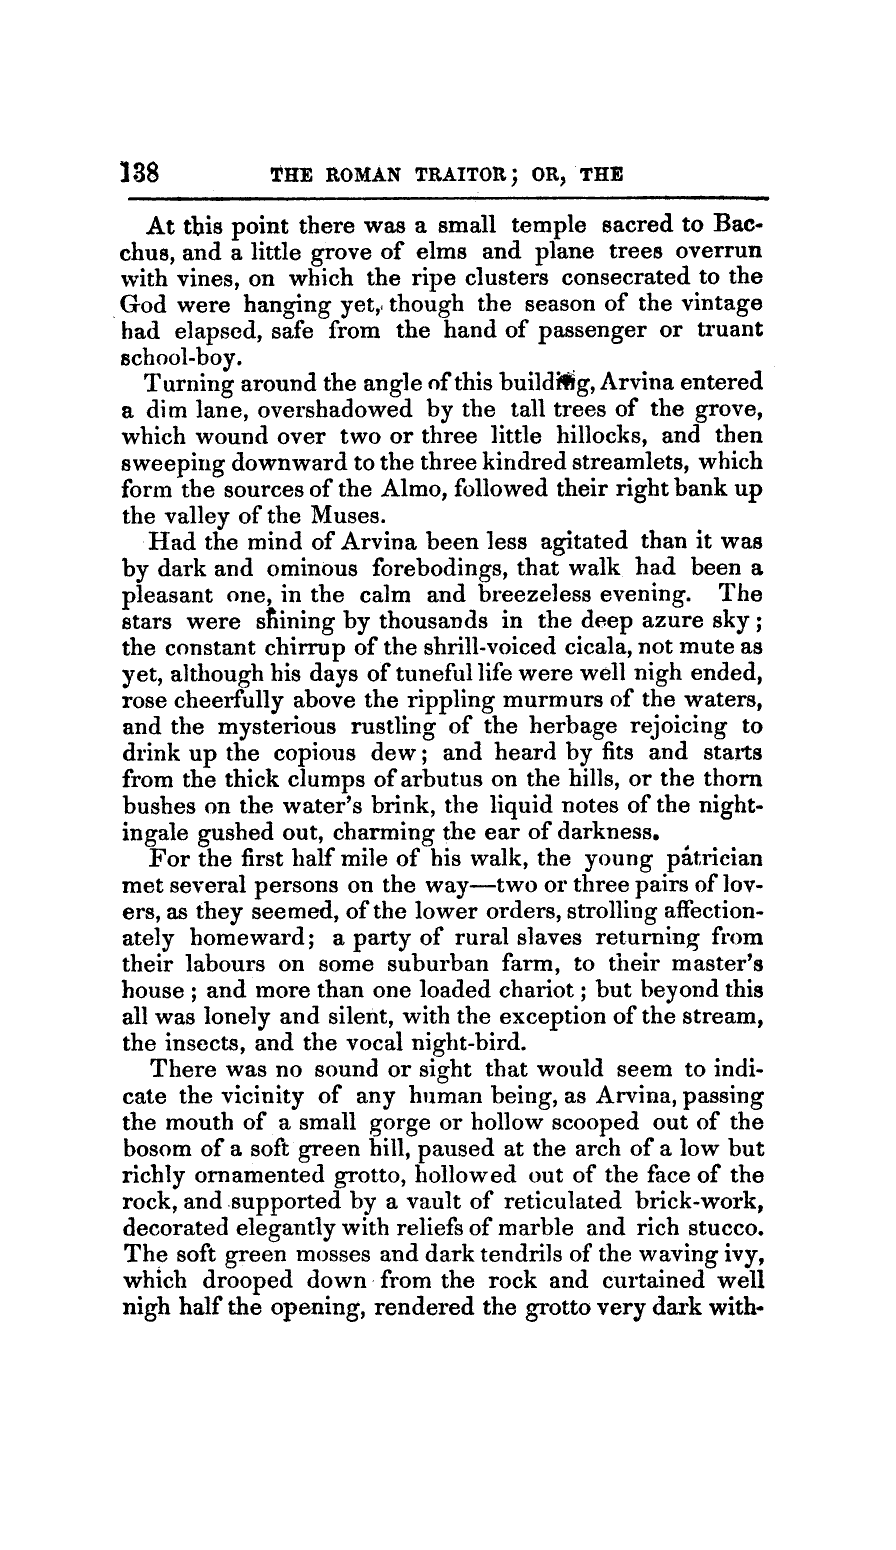 138 THE ROMAN TRAITOR; OR, THE
At this point there was a small temple sacred to Bac-
chus, and a little grove of elms and plane trees overrun
with vines, on which the ripe clusters consecrated to the
God were hanging yet, though the season of the vintage
had elapsed, safe from the hand of passenger or truant
school-boy.
Turning around the angle of this building, Arvina entered
a dim lane, overshadowed by the tall trees of the grove,
which wound over two or three little hillocks, and then
sweeping downward to the three kindred streamlets, which
form the sources of the Almo, followed their right bank up
the valley of the Muses.
Had the mind of Arvina been less agitated than it was
by dark and ominous forebodings, that walk had been a
pleasant one, in the calm and breezeless evening. The
stars were shining by thousands in the deep azure sky;
the constant chirrup of the shrill-voiced cicala, not mute as
yet, although his days of tuneful life were well nigh ended,
rose cheerfully above the rippling murmurs of the waters,
and the mysterious rustling of the herbage rejoicing to
drink up the copious dew; and heard by fits and starts
from the thick clumps of arbutus on the hills, or the thorn
bushes on the water's brink, the liquid notes of the night-
ingale gushed out, charming the ear of darkness.
For the first half mile of his walk, the young patrician
met several persons on the way—two or three pairs of lov-
ers, as they seemed, of the lower orders, strolling affection-
ately homeward; a party of rural slaves returning from
their labours on some suburban farm, to their master's
house; and more than one loaded chariot; but beyond this
all was lonely and silent, with the exception of the stream,
the insects, and the vocal night-bird.
There was no sound or sight that would seem to indi-
cate the vicinity of any human being, as Arvina, passing
the mouth of a small gorge or hollow scooped out of the
bosom of a soft green hill, paused at the arch of a low but
richly ornamented grotto, hollowed out of the face of the
rock, and supported by a vault of reticulated brick-work,
decorated elegantly with reliefs of marble and rich stucco.
The soft green mosses and dark tendrils of the waving ivy,
which drooped down from the rock and curtained well
nigh half the opening, rendered the grotto very dark with-